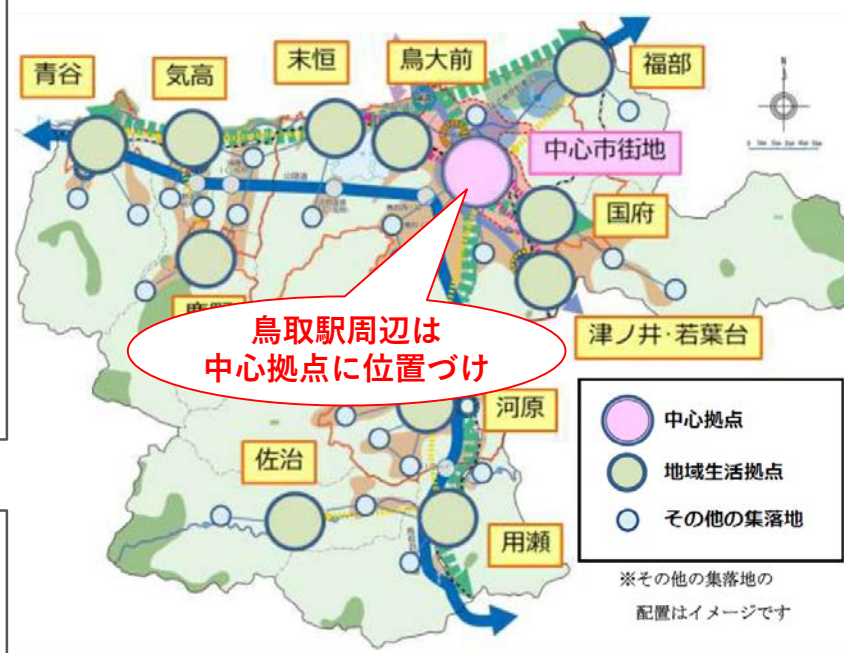 青谷
気高
末恒
鳥大前
福部
N
中心市街地
国府
山陰道
津ノ井・若葉台
鳥取駅周辺は
中心拠点に位置づけ
河原
佐治
用瀬
中心拠点
地域生活拠点
その他の集落地
※その他の集落地の
配置はイメージです